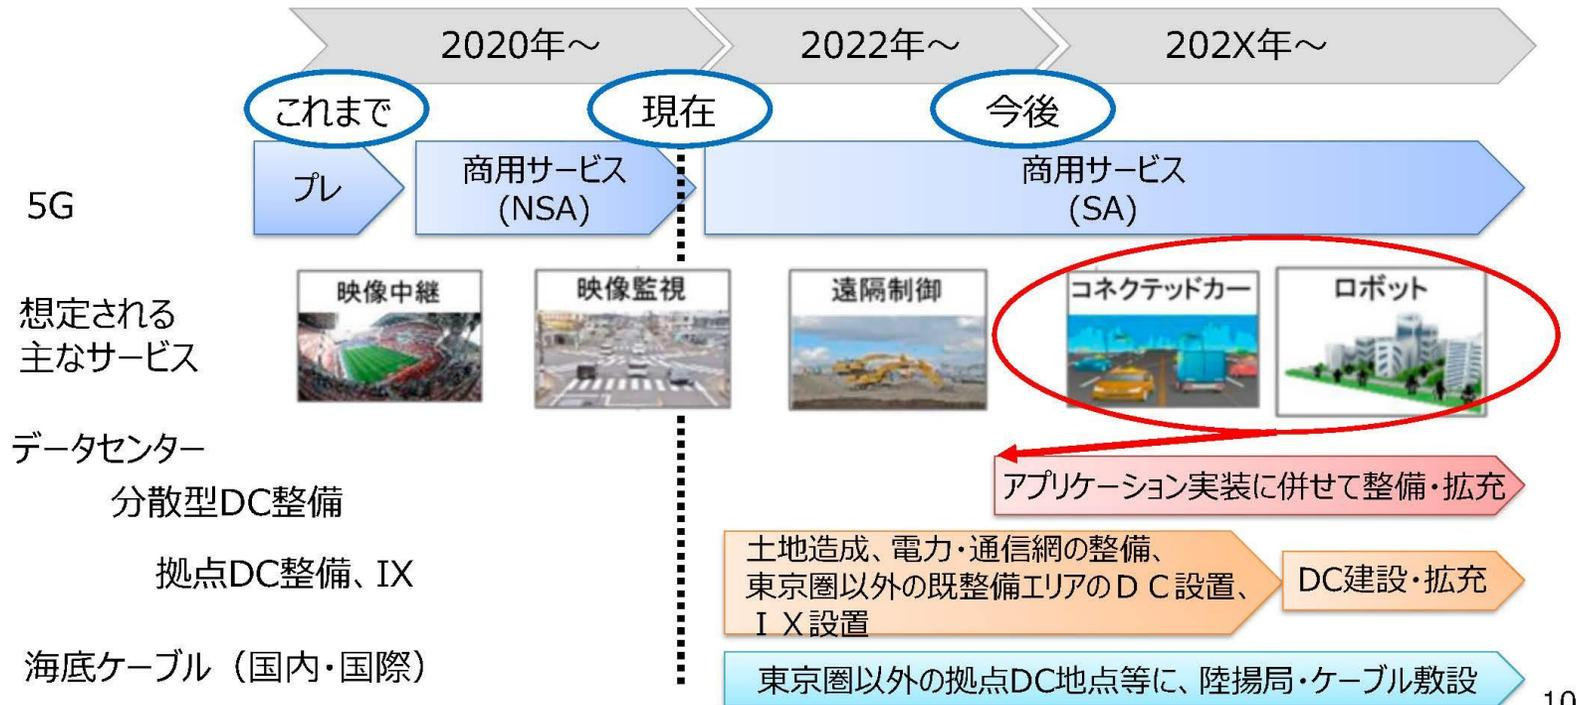 2020年～
2022年～
202X年～
これまで
現在
今後
5G
プレ
商用サービス
(NSA)
商用サービス
(SA)
想定される
主なサービス
映像中継
映像監視
遠隔制御
コネクテッドカー
ロボット
データセンター
分散型DC整備
アプリケーション実装に併せて整備・拡充
拠点DC整備、IX
土地造成、電力・通信網の整備、
東京圏以外の既整備エリアのＤＣ設置、
ＩＸ設置
DC建設・拡充
海底ケーブル（国内・国際）
東京圏以外の拠点DC地点等に、陸揚局・ケーブル敷設
10